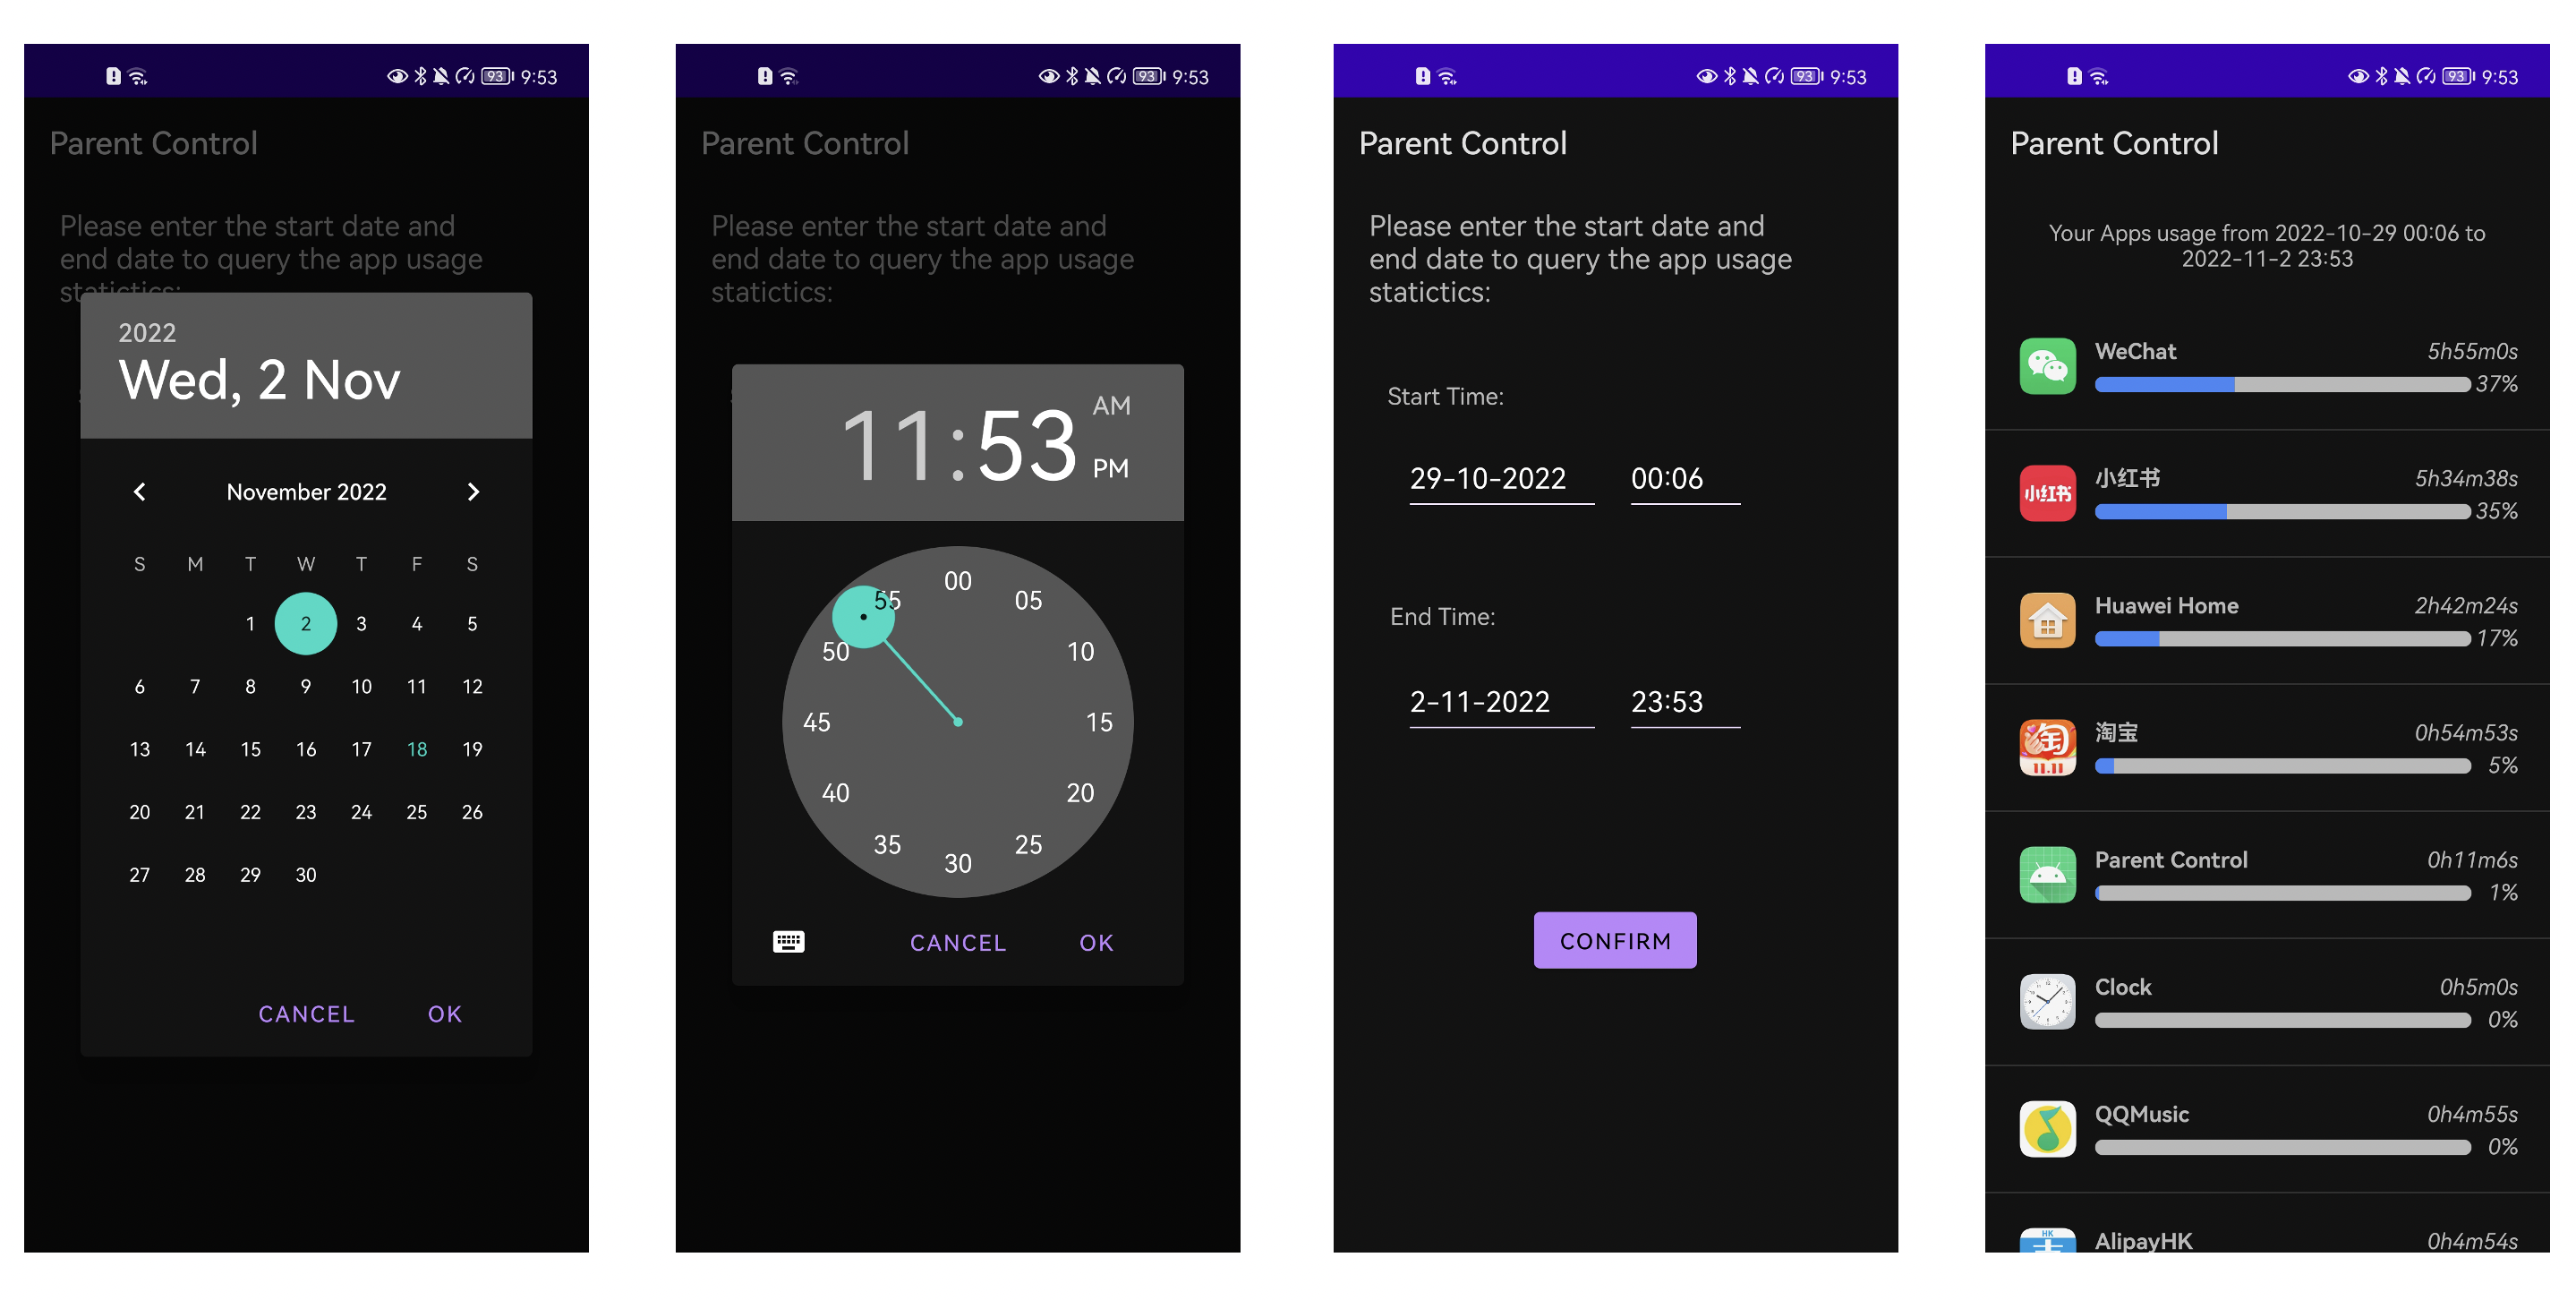 93 9:53
Parent Control
Please enter the start date and
end date to query the app usage
statictics:
2022
Wed, 2 Nov
November 2022
S M T W T F S
1 2 3 4 5
6 7 8 9 10 11 12
13 14 15 16 17 18 19
20 21 22 23 24 25 26
27 28 29 30
CANCEL OK
93 9:53
Parent Control
Please enter the start date and
end date to query the app usage
statictics:
11:53 AM
PM
00
55 05
50 10
45 15
40 20
35 25
30
CANCEL OK
93 9:53
Parent Control
Please enter the start date and
end date to query the app usage
statictics:
Start Time:
29-10-2022 00:06
End Time:
2-11-2022 23:53
CONFIRM
93 9:53
Parent Control
Your Apps usage from 2022-10-29 00:06 to
2022-11-2 23:53
WeChat 5h55m0s
37%
小红书 小红书 5h34m38s
35%
Huawei Home 2h42m24s
17%
淘 淘宝 0h54m53s
11.11 5%
Parent Control 0h11m6s
1%
Clock 0h5m0s
0%
QQMusic 0h4m55s
0%
HK AlipayHK 0h4m54s